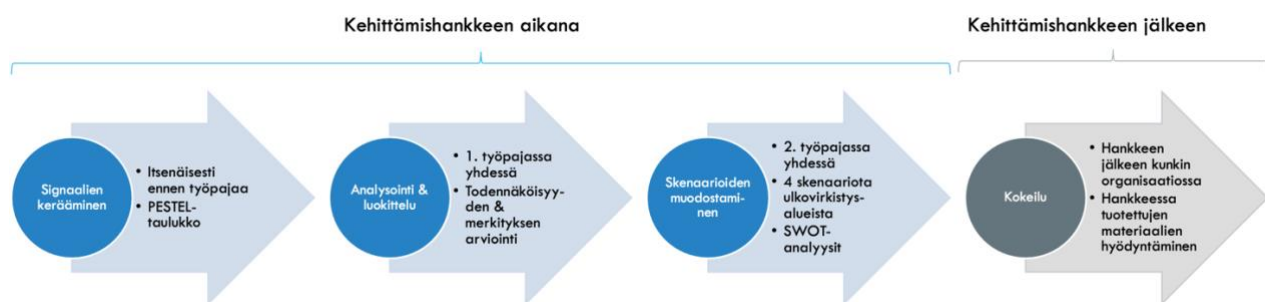 Kehittämishankkeen aikana
Kehittämishankkeen jälkeen
Signaalien
kerääminen
• Itsenäisesti
ennen työpajaa
• PESTEL-
taulukko
Analysointi &
luokittelu
• 1. työpajassa
yhdessä
• Todennäköisyy-
den &
merkityksen
arviointi
Skenaarioiden
muodostami-
nen
• 2. työpajassa
yhdessä
• 4 skenaariota
ulkovirkistys-
alueista
• SWOT-
analyysit
Kokeilu
• Hankkeen
jälkeen kunkin
organisaatiossa
• Hankkeessa
tuotettujen
materiaalien
hyödyntäminen